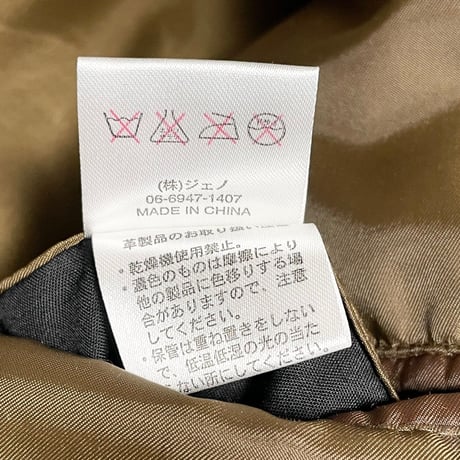 (株)ジェノ
06-6947-1407
MADE IN CHINA
革製品のお取り扱い
・乾燥機使用禁止。
・濃色のものは摩擦により
他の製品に色移りする場
合がありますので、注意
してください。
・保管は重ね置きをしない
で、低温低湿の光の当た
らない所にしてください。